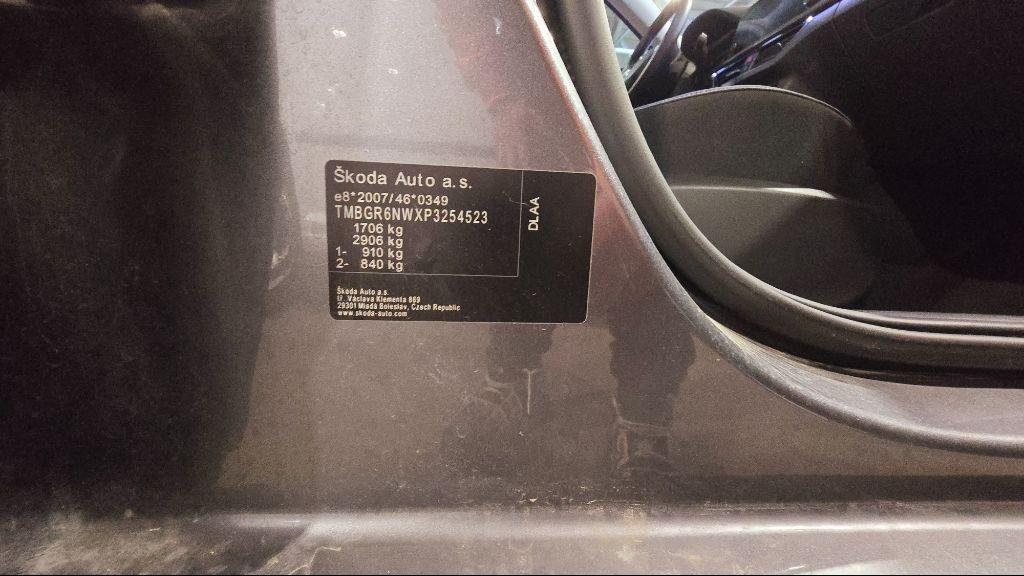 Škoda Auto a.s.
e8*2007/46*0349
TMBGR6NWXP3254523
1706 kg
2906 kg
1- 910 kg
2- 840 kg
DLAA
Škoda Auto a.s.
tř. Václava Klementa 869
29301 Mladá Boleslav, Czech Republic
www.skoda-auto.com